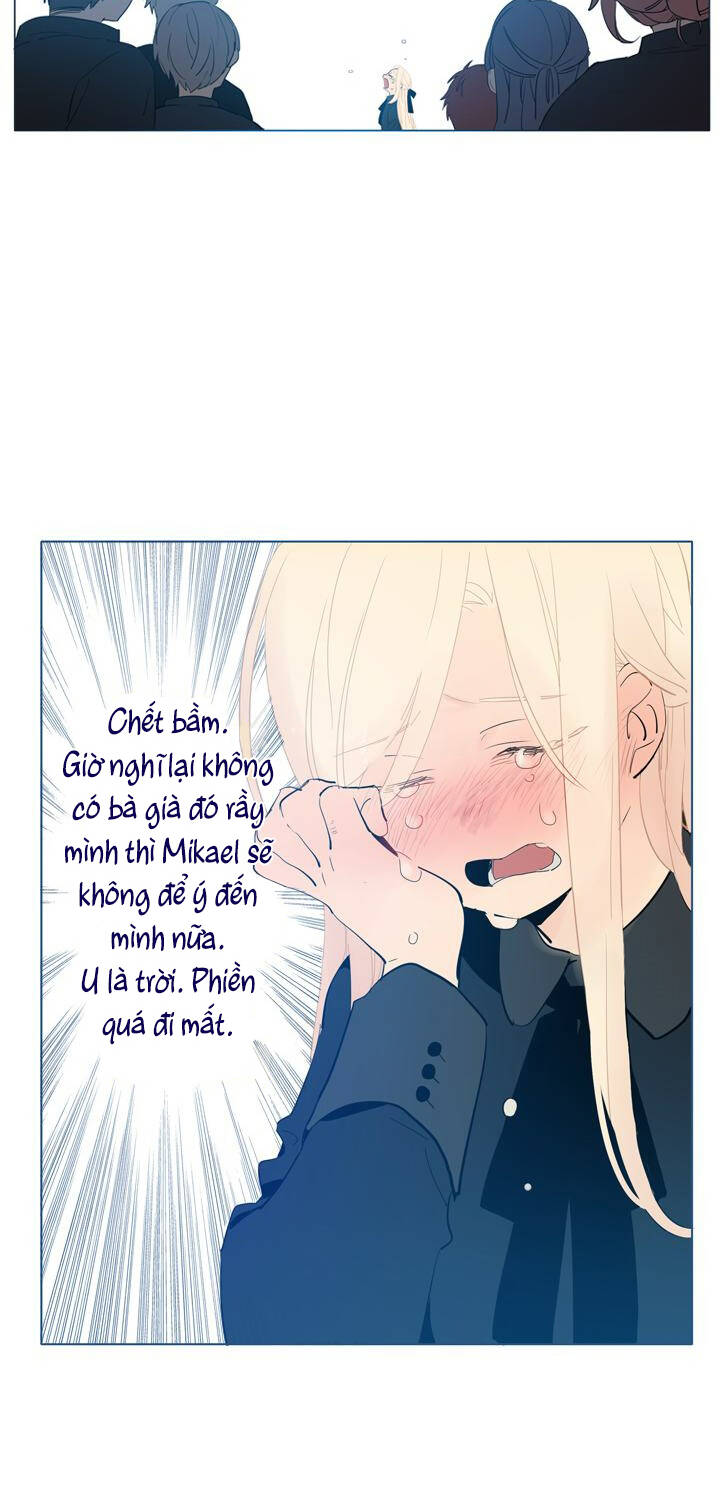 Chết bầm.
Giờ nghĩ lại không
có bà già đó rầy
mình thì Mikael sẽ
không để ý đến
mình nữa.
U là trời. Phiền
quá đi mất.